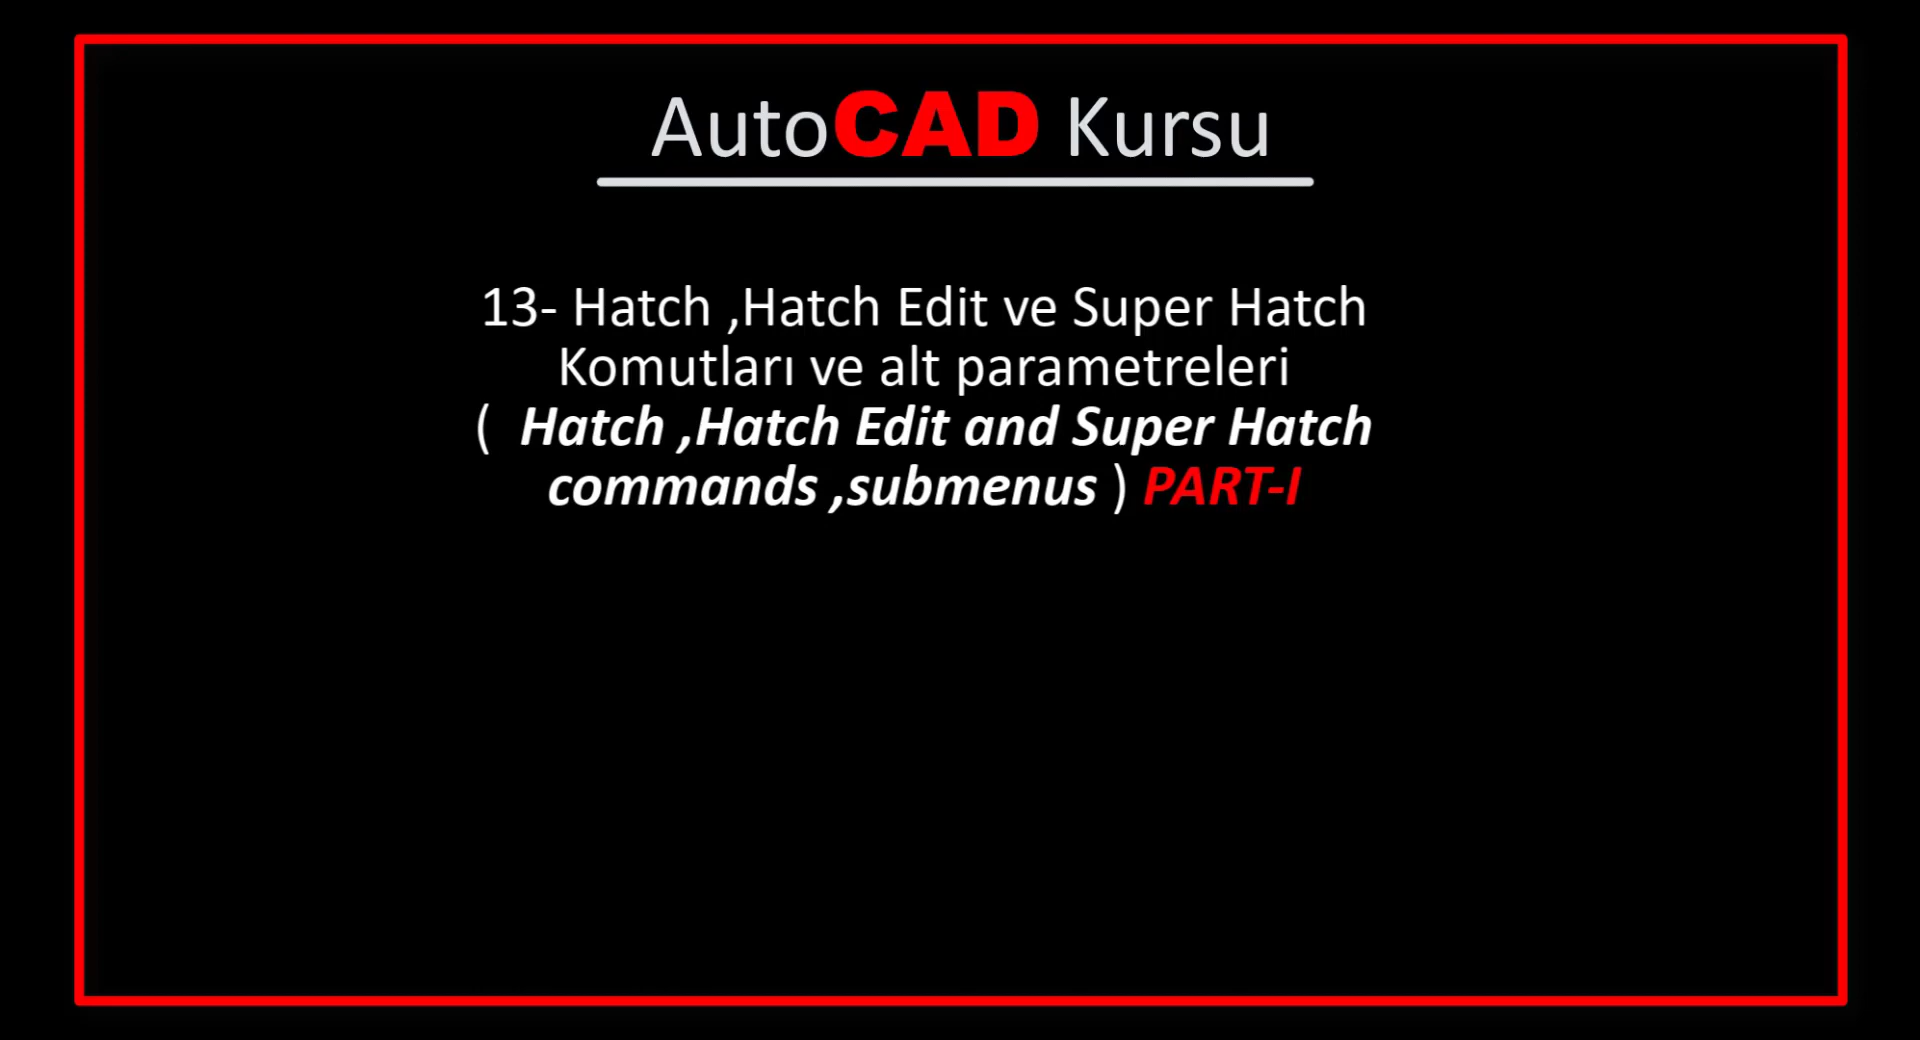 AutoCAD Kursu
13- Hatch ,Hatch Edit ve Super Hatch
Komutları ve alt parametreleri
( Hatch ,Hatch Edit and Super Hatch
commands ,submenus ) PART-I